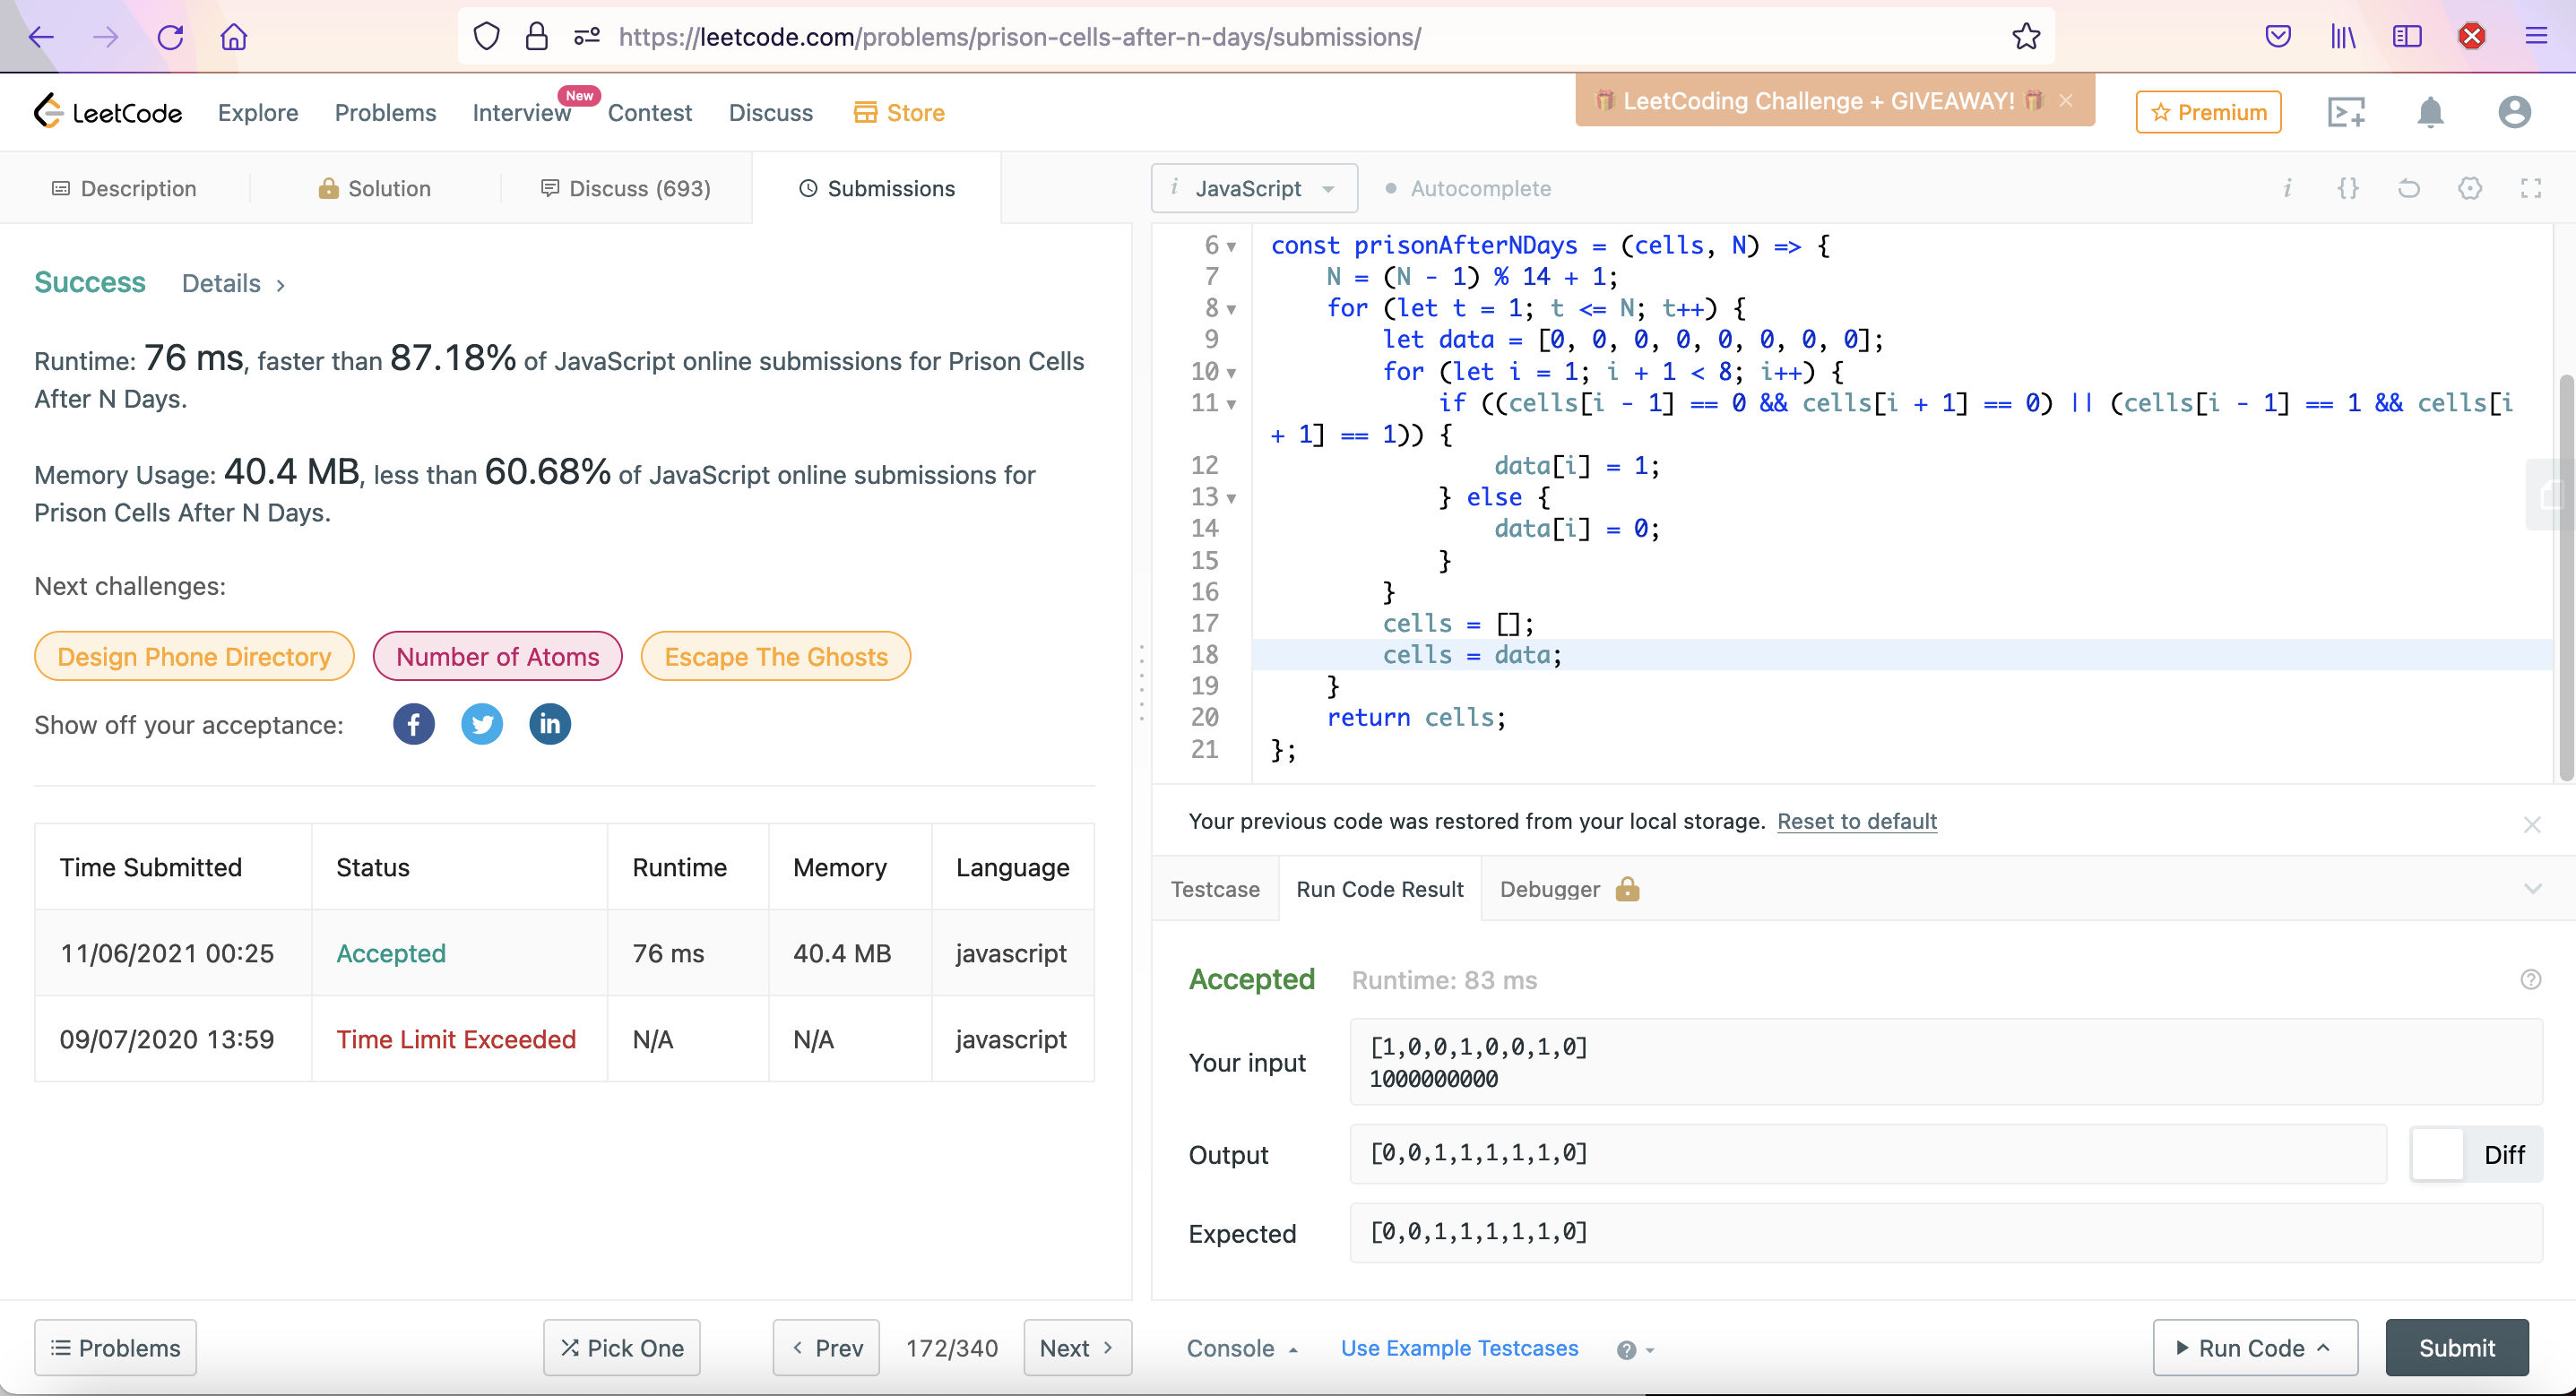 https://leetcode.com/problems/prison-cells-after-n-days/submissions/
LeetCode Explore Problems Interview New Contest Discuss Store
LeetCoding Challenge + GIVEAWAY! ×
Premium
Description Solution Discuss (693) Submissions
Success Details >
Runtime: 76 ms, faster than 87.18% of JavaScript online submissions for Prison Cells
After N Days.
Memory Usage: 40.4 MB, less than 60.68% of JavaScript online submissions for
Prison Cells After N Days.
Next challenges:
Design Phone Directory Number of Atoms Escape The Ghosts
Show off your acceptance: f in
Time Submitted Status Runtime Memory Language
11/06/2021 00:25 Accepted 76 ms 40.4 MB javascript
09/07/2020 13:59 Time Limit Exceeded N/A N/A javascript
Problems Pick One < Prev 172/340 Next >
i JavaScript Autocomplete i {}
6 const prisonAfterNDays = (cells, N) => {
7 N = (N - 1) % 14 + 1;
8 for (let t = 1; t <= N; t++) {
9 let data = [0, 0, 0, 0, 0, 0, 0, 0];
10 for (let i = 1; i + 1 < 8; i++) {
11 if ((cells[i - 1] == 0 && cells[i + 1] == 0) || (cells[i - 1] == 1 && cells[i
+ 1] == 1)) {
12 data[i] = 1;
13 } else {
14 data[i] = 0;
15 }
16 }
17 cells = [];
18 cells = data;
19 }
20 return cells;
21 };
Your previous code was restored from your local storage. Reset to default
Testcase Run Code Result Debugger
Accepted Runtime: 83 ms
Your input
[1,0,0,1,0,0,1,0]
1000000000
Output [0,0,1,1,1,1,1,0] Diff
Expected [0,0,1,1,1,1,1,0]
Console Use Example Testcases ? Run Code Submit